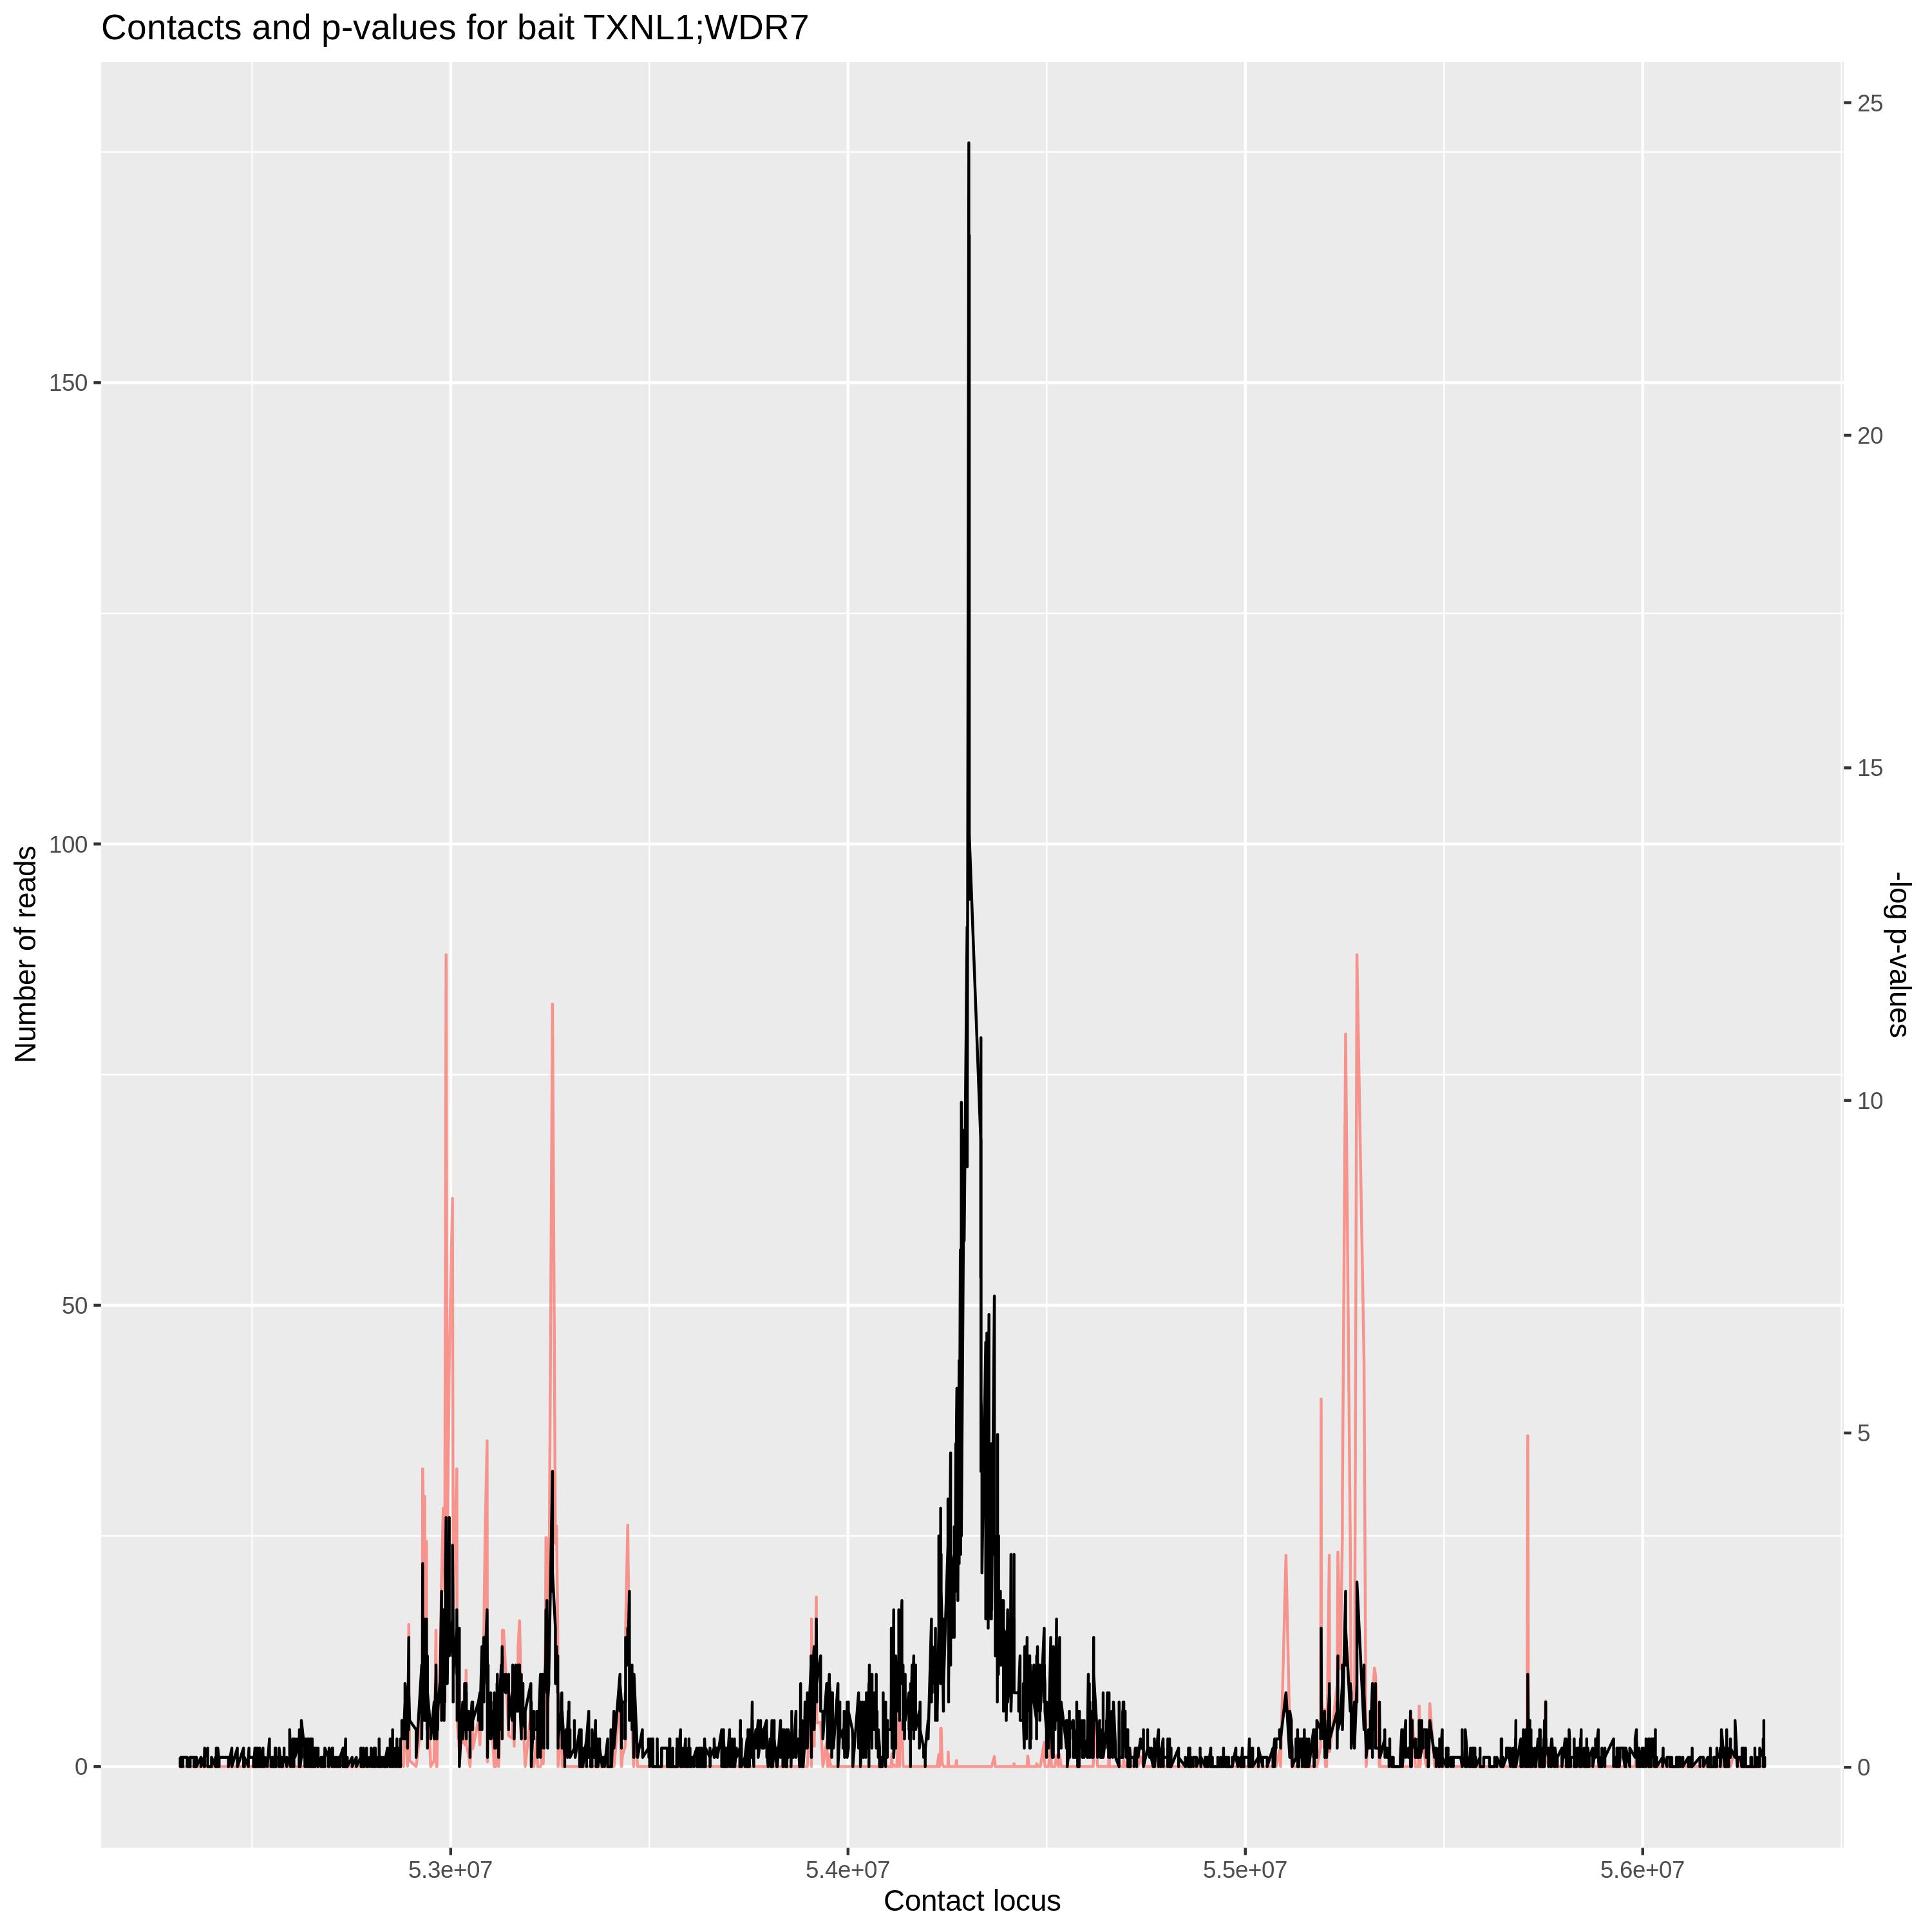 Contacts and p-values for bait TXNL1;WDR7
25
150
20
15
100
Number of reads
-log p-values
10
50
5
0
0
5.3e+07
5.4e+07
5.5e+07
5.6e+07
Contact locus